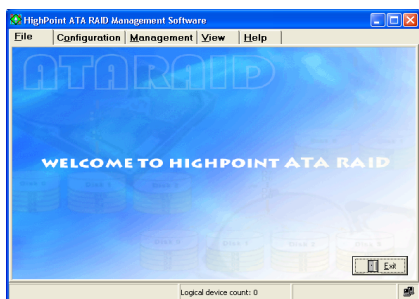 HighPoint ATA RAID Management Software
File Configuration Management View Help
ATARAID
WELCOME TO HIGHPOINT ATA RAID
Exit
Logical device count: 0